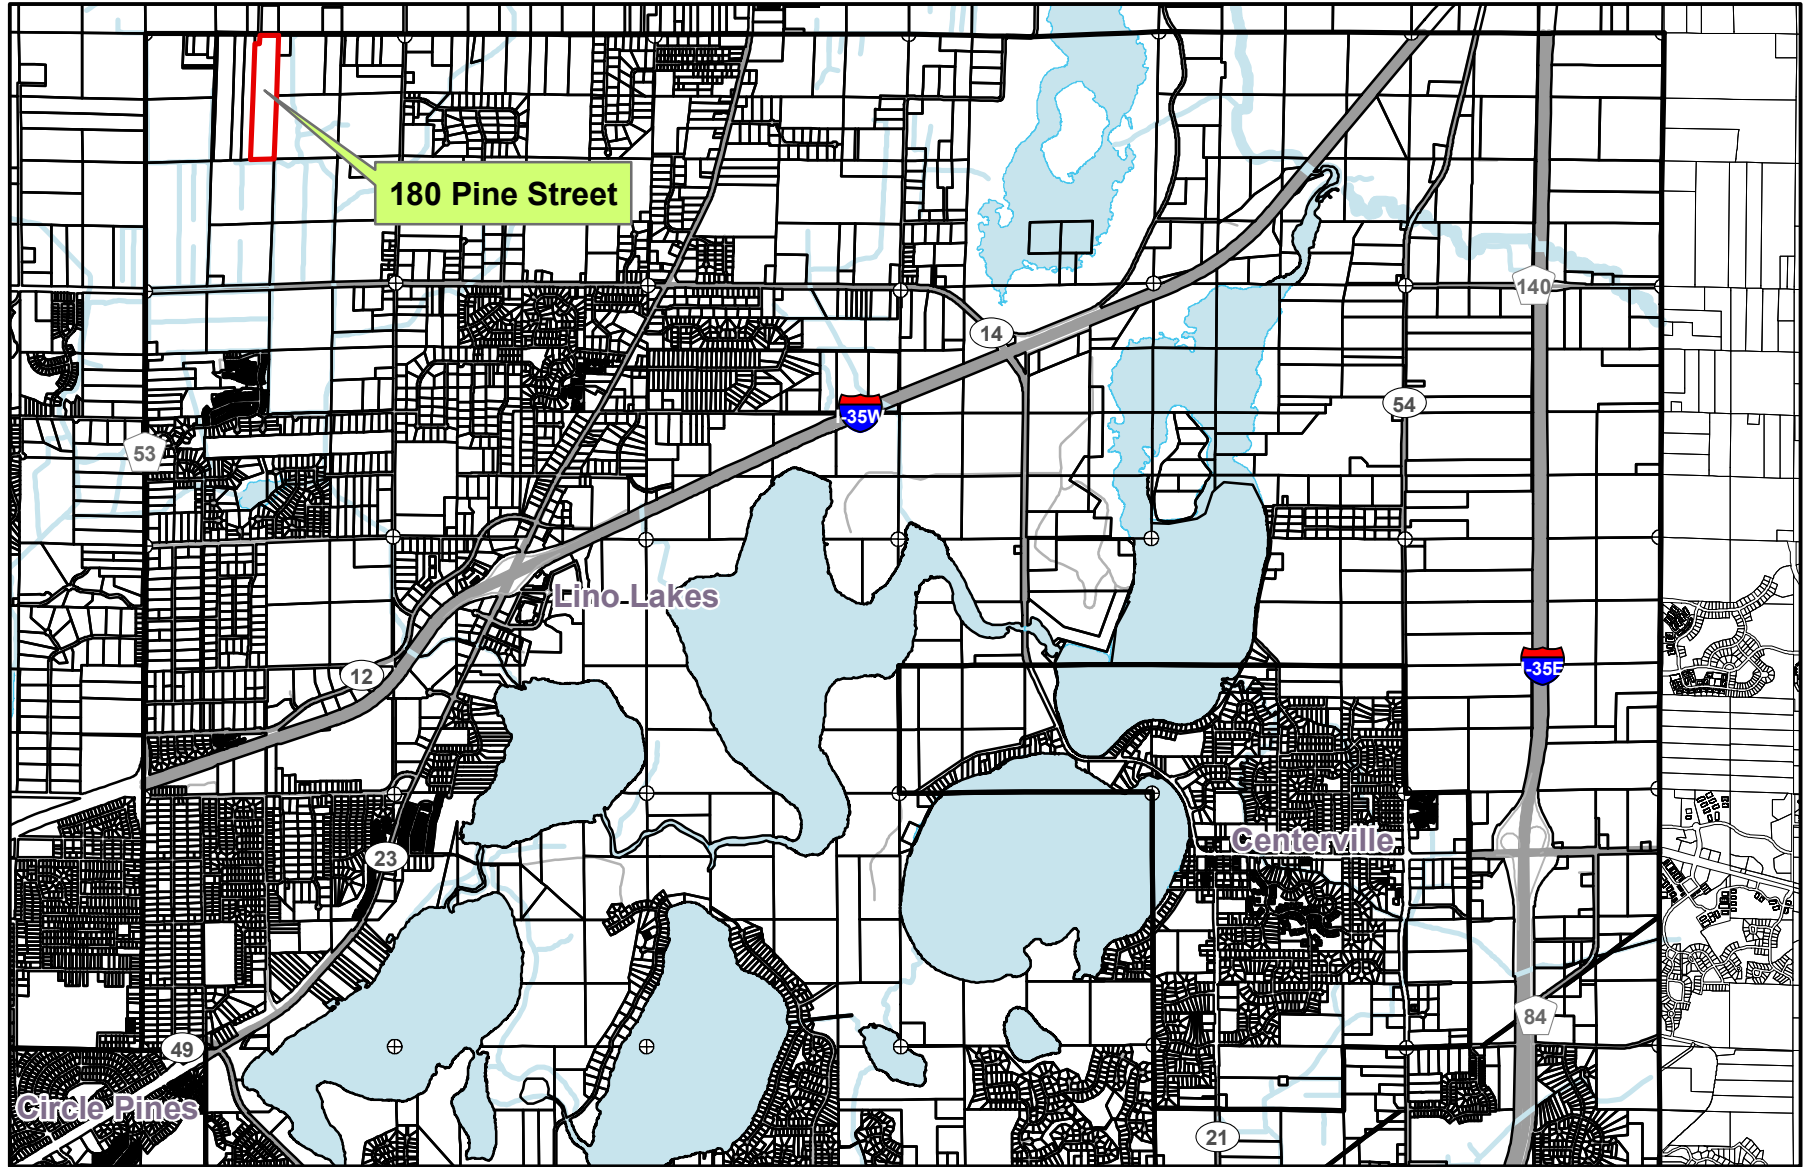 180 Pine Street
140
14
54
-35W
53
Lino Lakes
12
-35E
Centerville
23
84
49
Circle Pines
21